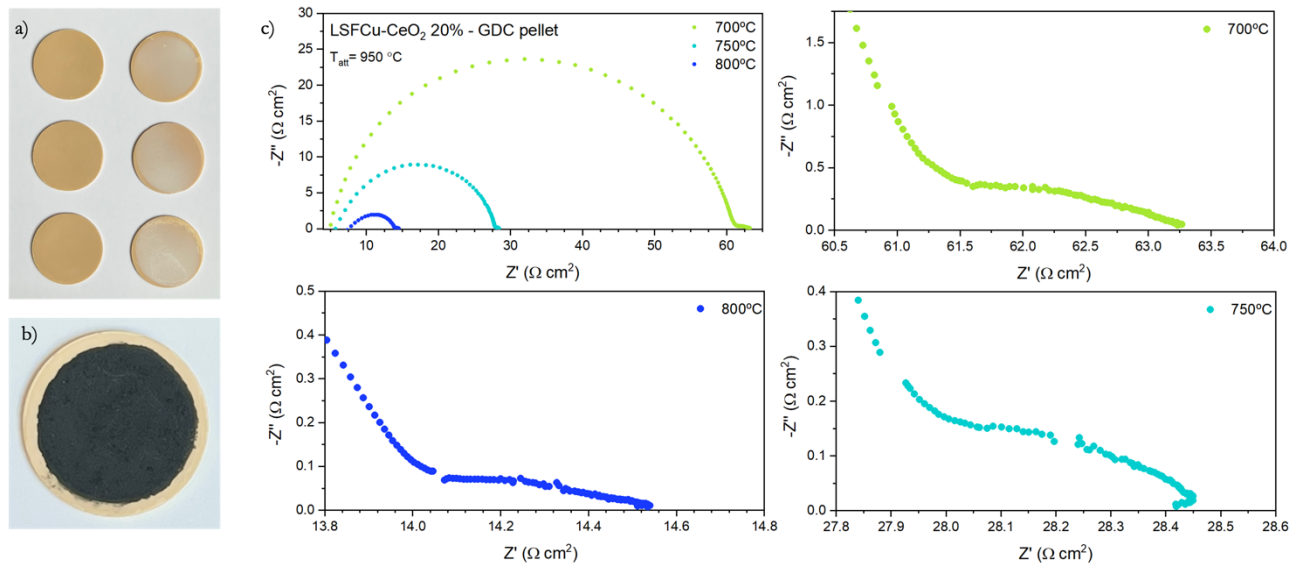 a)
b)
c)
LSFCu-CeO₂ 20% - GDC pellet
T_att= 950 °C
700ºC
750ºC
800ºC
30
25
20
15
10
5
0
-Z'' (Ω cm²)
10 20 30 40 50 60
Z' (Ω cm²)
700ºC
1.5
1.0
0.5
0.0
-Z'' (Ω cm²)
60.5 61.0 61.5 62.0 62.5 63.0 63.5 64.0
Z' (Ω cm²)
800ºC
0.5
0.4
0.3
0.2
0.1
0.0
-Z'' (Ω cm²)
13.8 14.0 14.2 14.4 14.6 14.8
Z' (Ω cm²)
750ºC
0.4
0.3
0.2
0.1
0.0
-Z'' (Ω cm²)
27.8 27.9 28.0 28.1 28.2 28.3 28.4 28.5 28.6
Z' (Ω cm²)